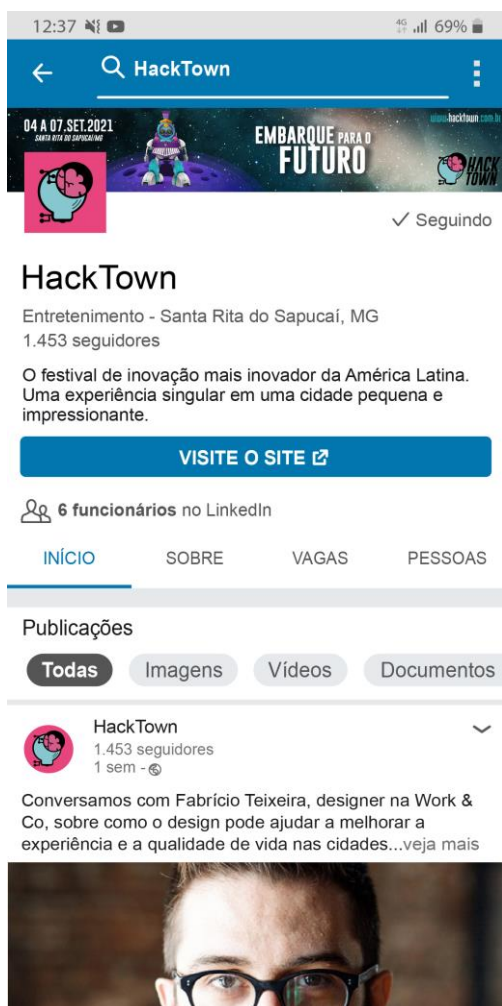 12:37
4G
69%
HackTown
04 A 07.SET.2021
SANTA RITA DO SAPUCAÍ/MG
EMBARQUE PARA O
FUTURO
www.hacktown.com.br
HACK
TOWN
Seguindo
HackTown
Entretenimento - Santa Rita do Sapucaí, MG
1.453 seguidores
O festival de inovação mais inovador da América Latina.
Uma experiência singular em uma cidade pequena e
impressionante.
VISITE O SITE
6 funcionários no LinkedIn
INÍCIO SOBRE VAGAS PESSOAS
Publicações
Todas Imagens Vídeos Documentos
HackTown
1.453 seguidores
1 sem -
Conversamos com Fabrício Teixeira, designer na Work &
Co, sobre como o design pode ajudar a melhorar a
experiência e a qualidade de vida nas cidades...veja mais